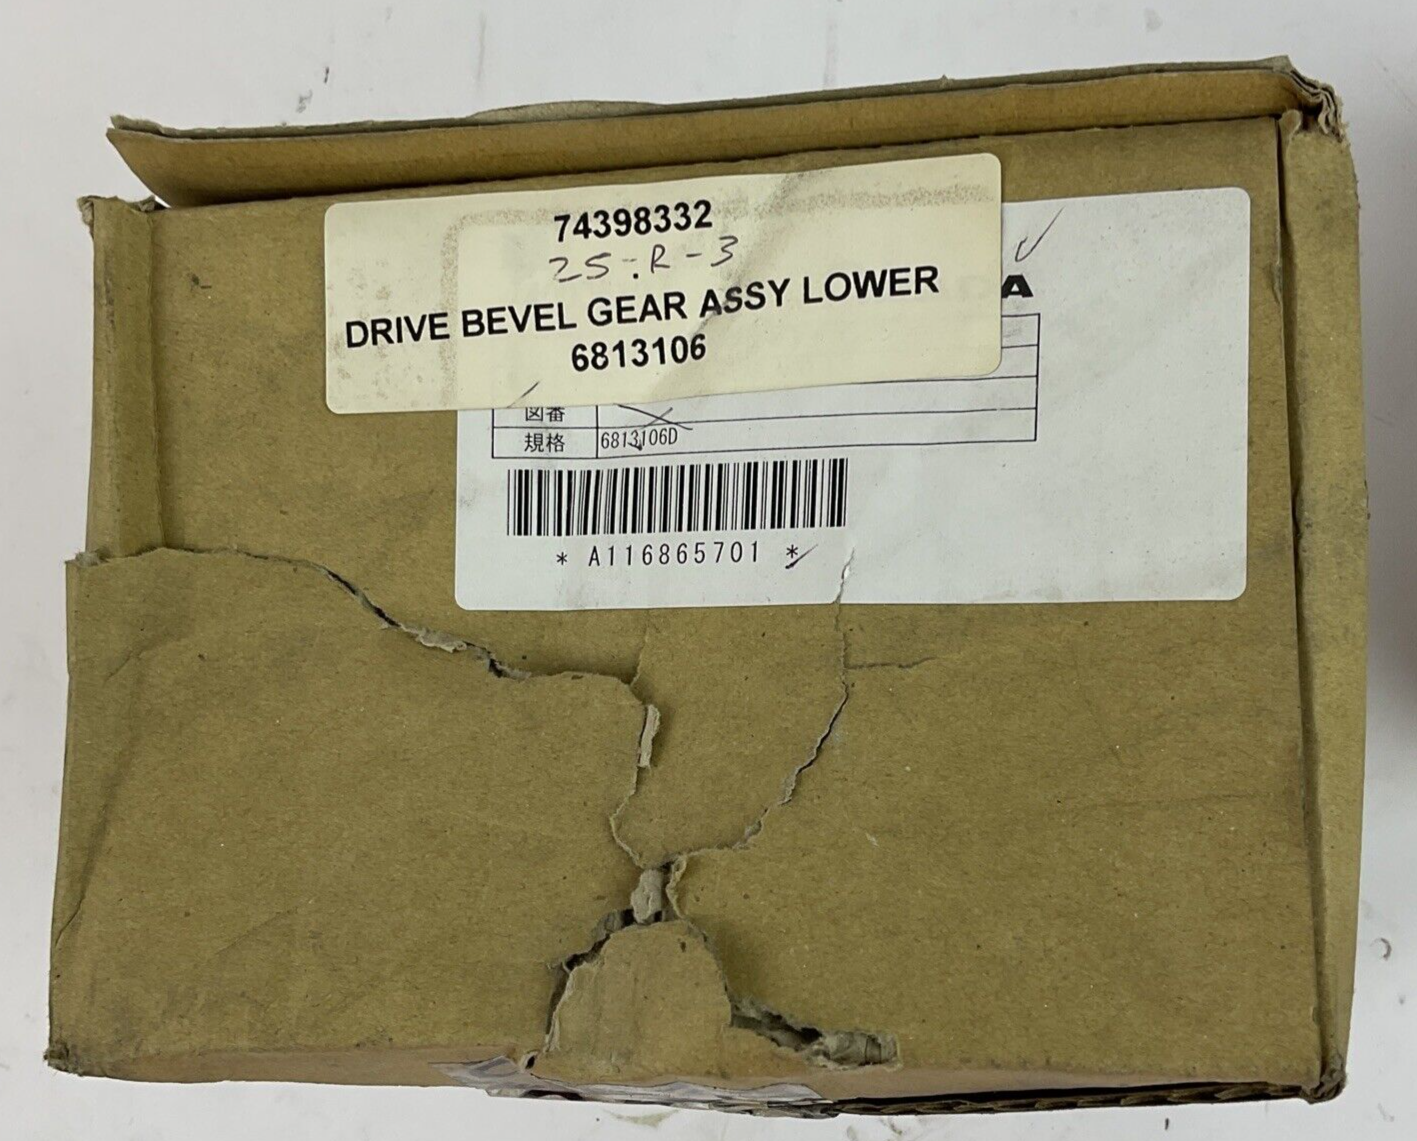 74398332
25-R-3
DRIVE BEVEL GEAR ASSY LOWER
6813106
A
図番
規格 6813106D
* A116865701 *